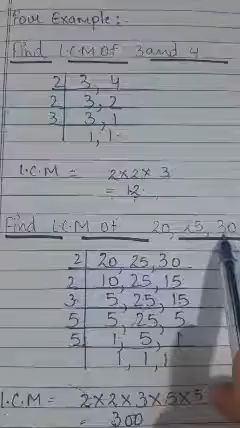 Four Example:-
Find L.C.M Of 3 and 4
2 3, 4
2 3, 2
3 3, 1
1, 1
L.C.M = 2×2×3
= 12
Find L.C.M Of 20, 25, 30
2 20, 25, 30
2 10, 25, 15
3 5, 25, 15
5 5, 25, 5
5 1, 5, 1
1, 1, 1
L.C.M = 2×2×3×5×5
= 300